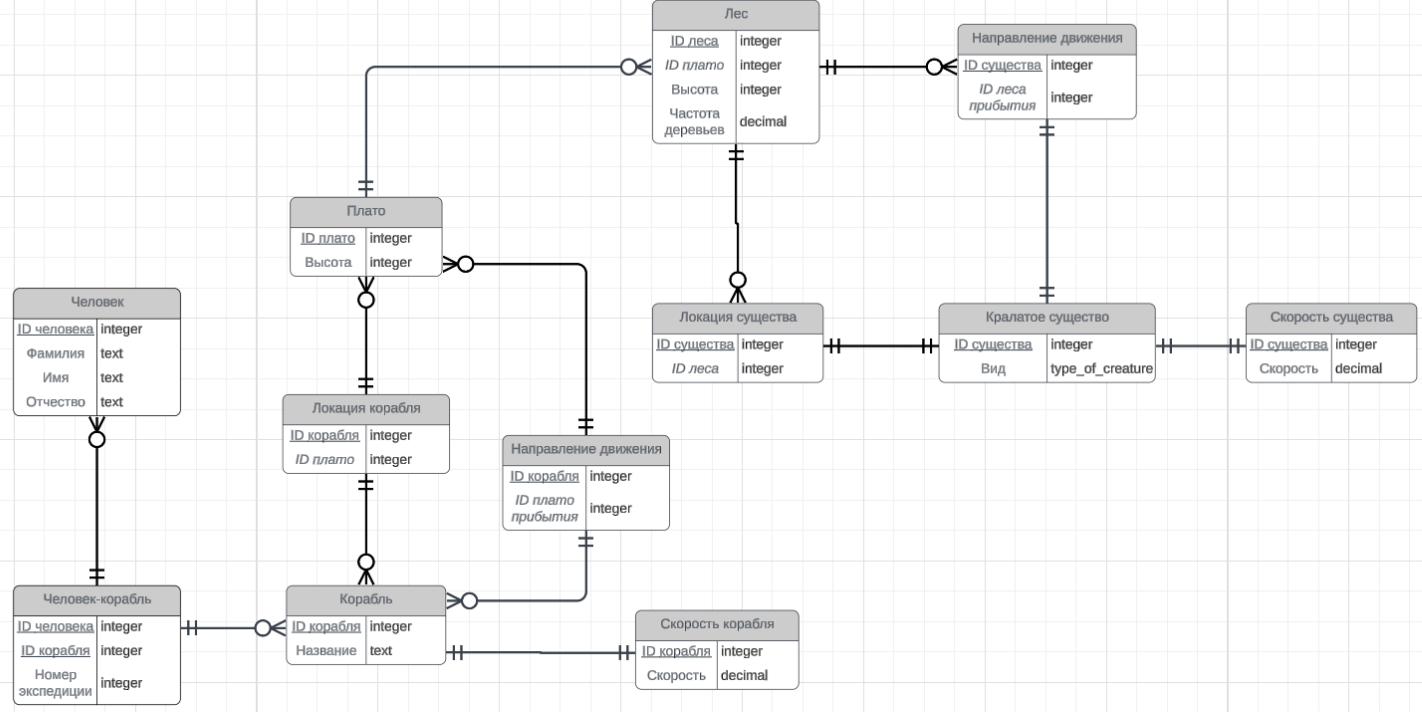 Лес
ID леса integer
ID плато integer
Высота integer
Частота
деревьев decimal
Направление движения
ID существа integer
ID леса
прибытия integer
Плато
ID плато integer
Высота integer
Человек
ID человека integer
Фамилия text
Имя text
Отчество text
Локация существа
ID существа integer
ID леса integer
Кралатое существо
ID существа integer
Вид type_of_creature
Скорость существа
ID существа integer
Скорость decimal
Локация корабля
ID корабля integer
ID плато integer
Направление движения
ID корабля integer
ID плато
прибытия integer
Человек-корабль
ID человека integer
ID корабля integer
Номер
экспедиции integer
Корабль
ID корабля integer
Название text
Скорость корабля
ID корабля integer
Скорость decimal